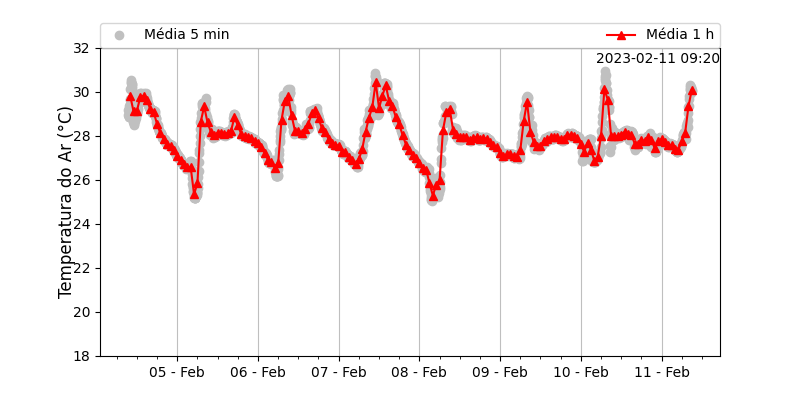 Média 5 min
Média 1 h
2023-02-11 09:20
Temperatura do Ar (°C)
32
30
28
26
24
22
20
18
05 - Feb
06 - Feb
07 - Feb
08 - Feb
09 - Feb
10 - Feb
11 - Feb